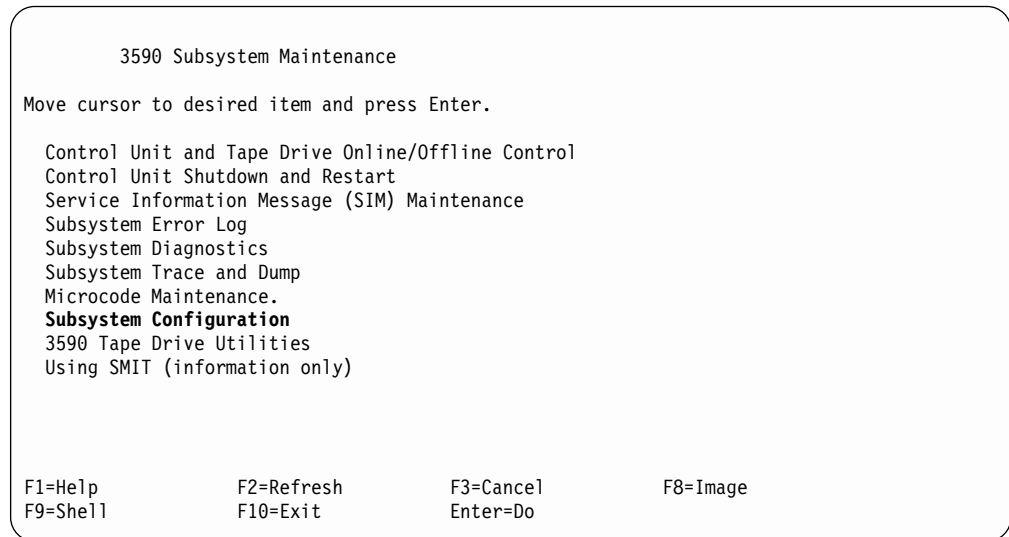 3590 Subsystem Maintenance
Move cursor to desired item and press Enter.
Control Unit and Tape Drive Online/Offline Control
Control Unit Shutdown and Restart
Service Information Message (SIM) Maintenance
Subsystem Error Log
Subsystem Diagnostics
Subsystem Trace and Dump
Microcode Maintenance.
Subsystem Configuration
3590 Tape Drive Utilities
Using SMIT (information only)
F1=Help F2=Refresh F3=Cancel F8=Image
F9=Shell F10=Exit Enter=Do